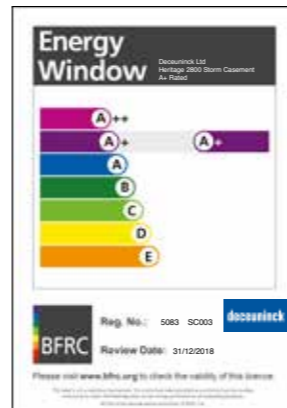 Energy
Window
Deceuninck Ltd
Heritage 2800 Storm Casement
A+ Rated
A++
A+ A+
A
B
C
D
E
BFRC
Reg. No.: 5083 SC003
deceuninck
Review Date: 31/12/2018
Please visit www.bfrc.org to check the validity of this licence